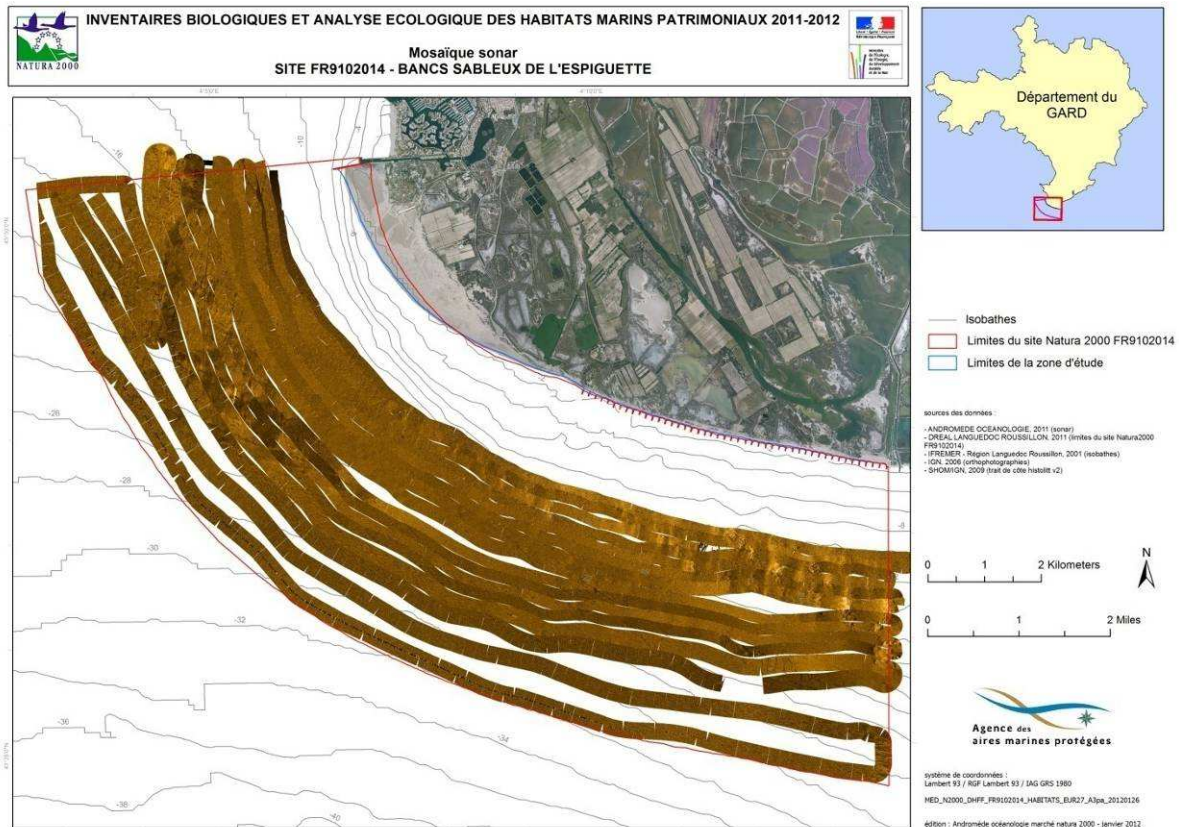 INVENTAIRES BIOLOGIQUES ET ANALYSE ECOLOGIQUE DES HABITATS MARINS PATRIMONIAUX 2011-2012
Mosaïque sonar
SITE FR9102014 - BANCS SABLEUX DE L'ESPIGUETTE
NATURA 2000
Département du
GARD
-16
-10
-8
-26
-28
-30
-32
-34
-36
-38
-40
Isobathes
Limites du site Natura 2000 FR9102014
Limites de la zone d'étude
sources des données :
- ANDROMEDE OCEANOLOGIE, 2011 (sonar)
- DREAL LANGUEDOC ROUSSILLON, 2011 (limites du site Natura2000
FR9102014)
- IFREMER - Région Languedoc Roussillon, 2001 (isobathes)
- IGN, 2006 (orthophotographies)
- SHOM/IGN, 2009 (trait de côte histolitt v2)
0 1 2 Kilometers
N
0 1 2 Miles
Agence des
aires marines protégées
système de coordonnées :
Lambert 93 / RGF Lambert 93 / IAG GRS 1980
MED_N2000_DHFF_FR9102014_HABITATS_EUR27_A3pa_20120126
édition : Andromède océanologie marché natura 2000 - janvier 2012